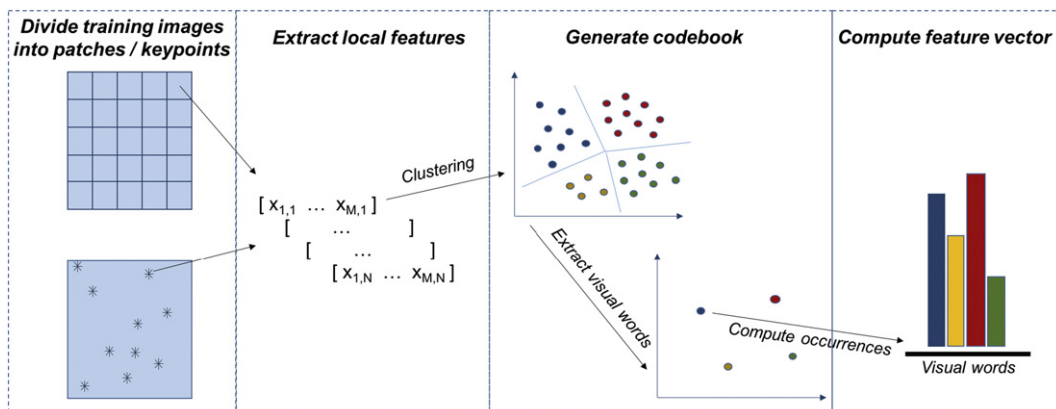 Divide training images
into patches / keypoints
Extract local features
Generate codebook
Compute feature vector
Clustering
[ x1,1 … xM,1 ]
[ … ]
[ … ]
[ x1,N … xM,N ]
Extract visual words
Compute occurrences
Visual words